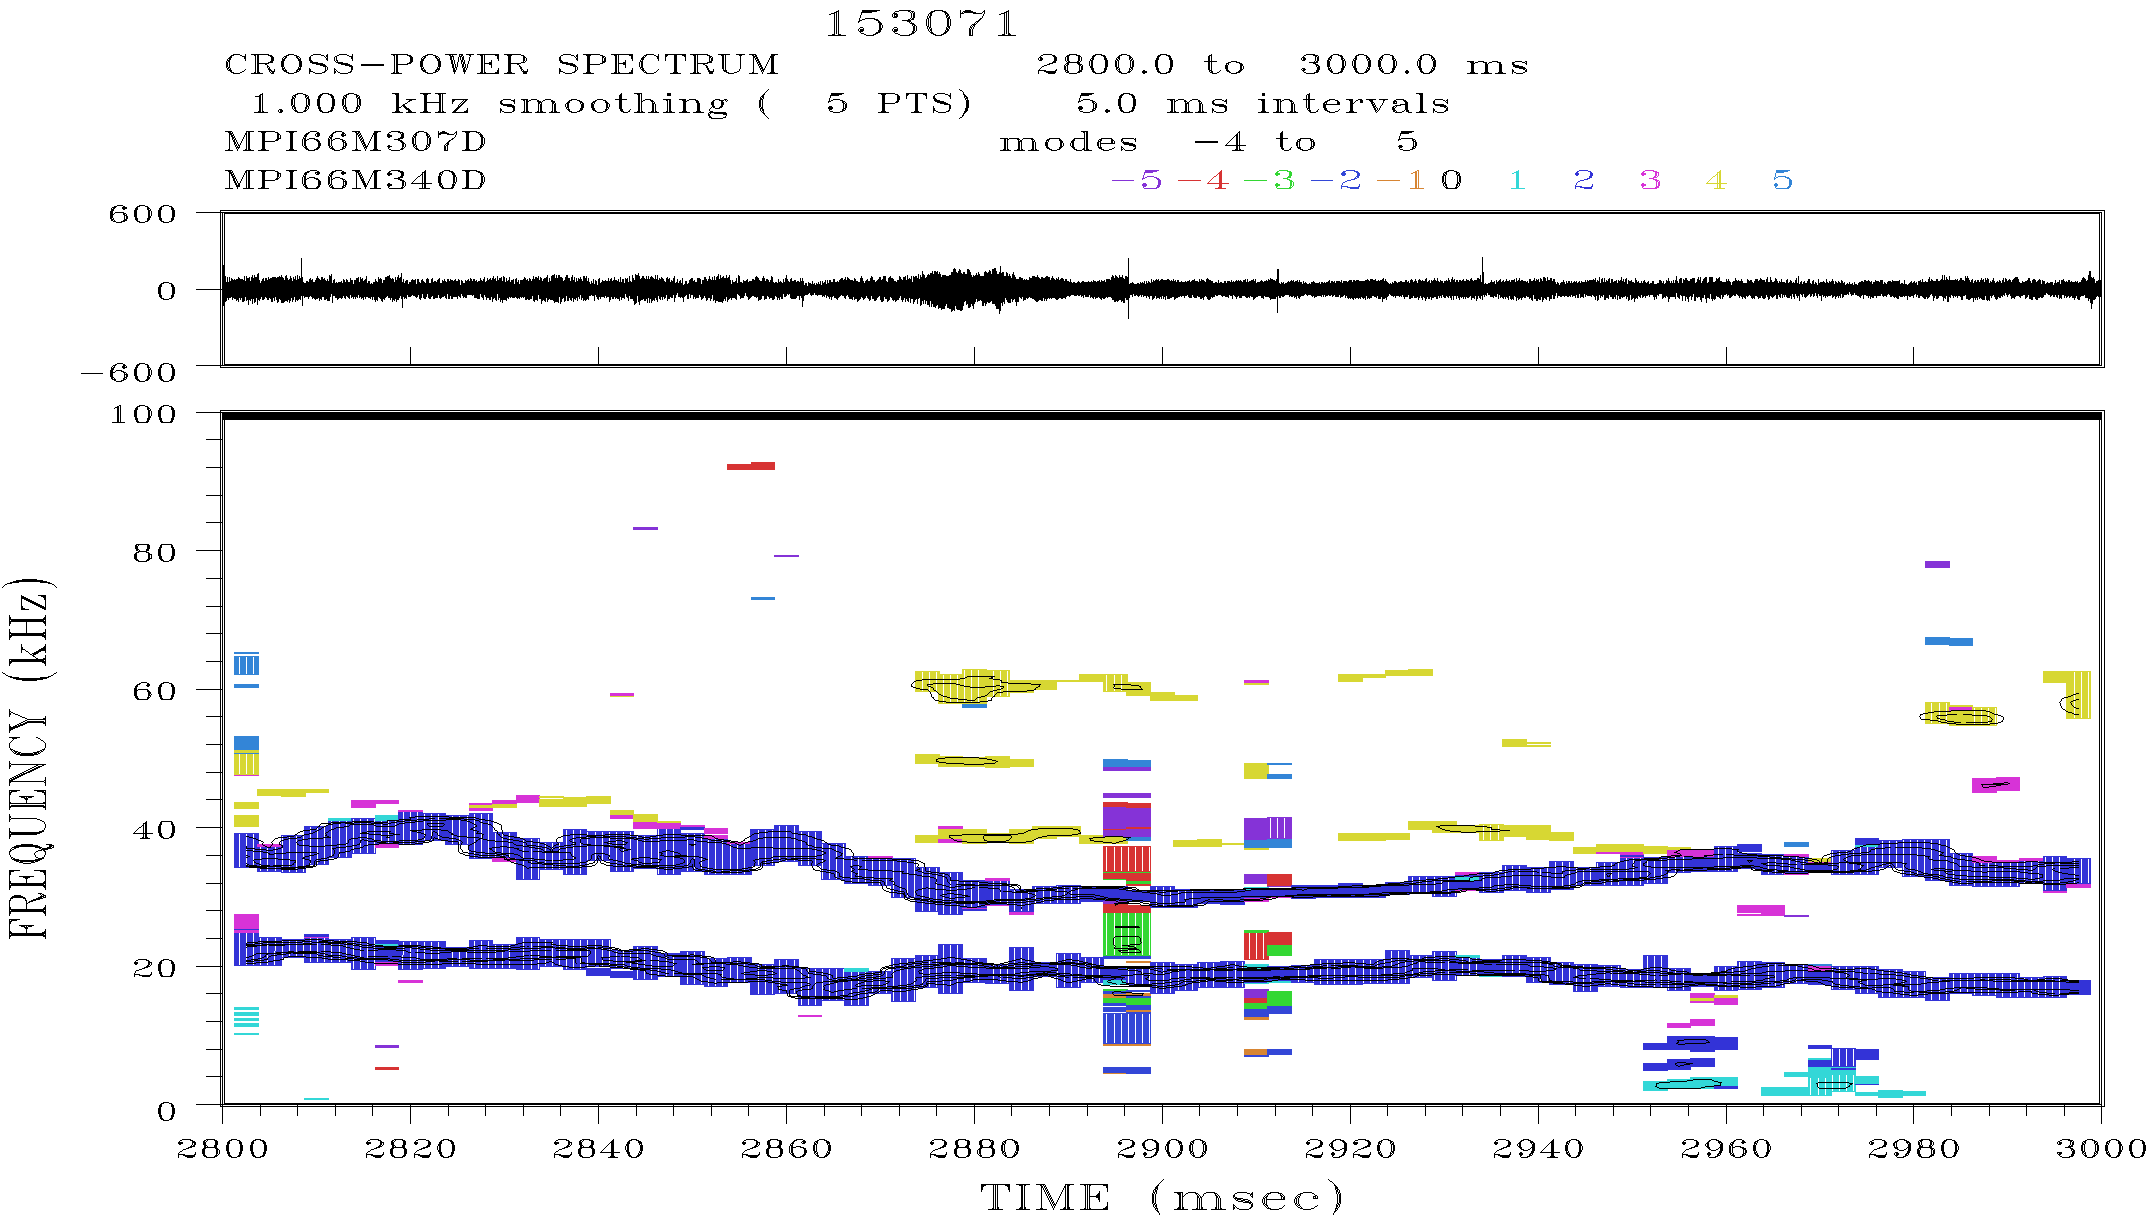 153071
CROSS-POWER SPECTRUM 2800.0 to 3000.0 ms
1.000 kHz smoothing ( 5 PTS) 5.0 ms intervals
MPI66M307D modes -4 to 5
MPI66M340D -5 -4 -3 -2 -1 0 1 2 3 4 5
600
0
-600
100
80
60
40
20
0
FREQUENCY (kHz)
2800 2820 2840 2860 2880 2900 2920 2940 2960 2980 3000
TIME (msec)